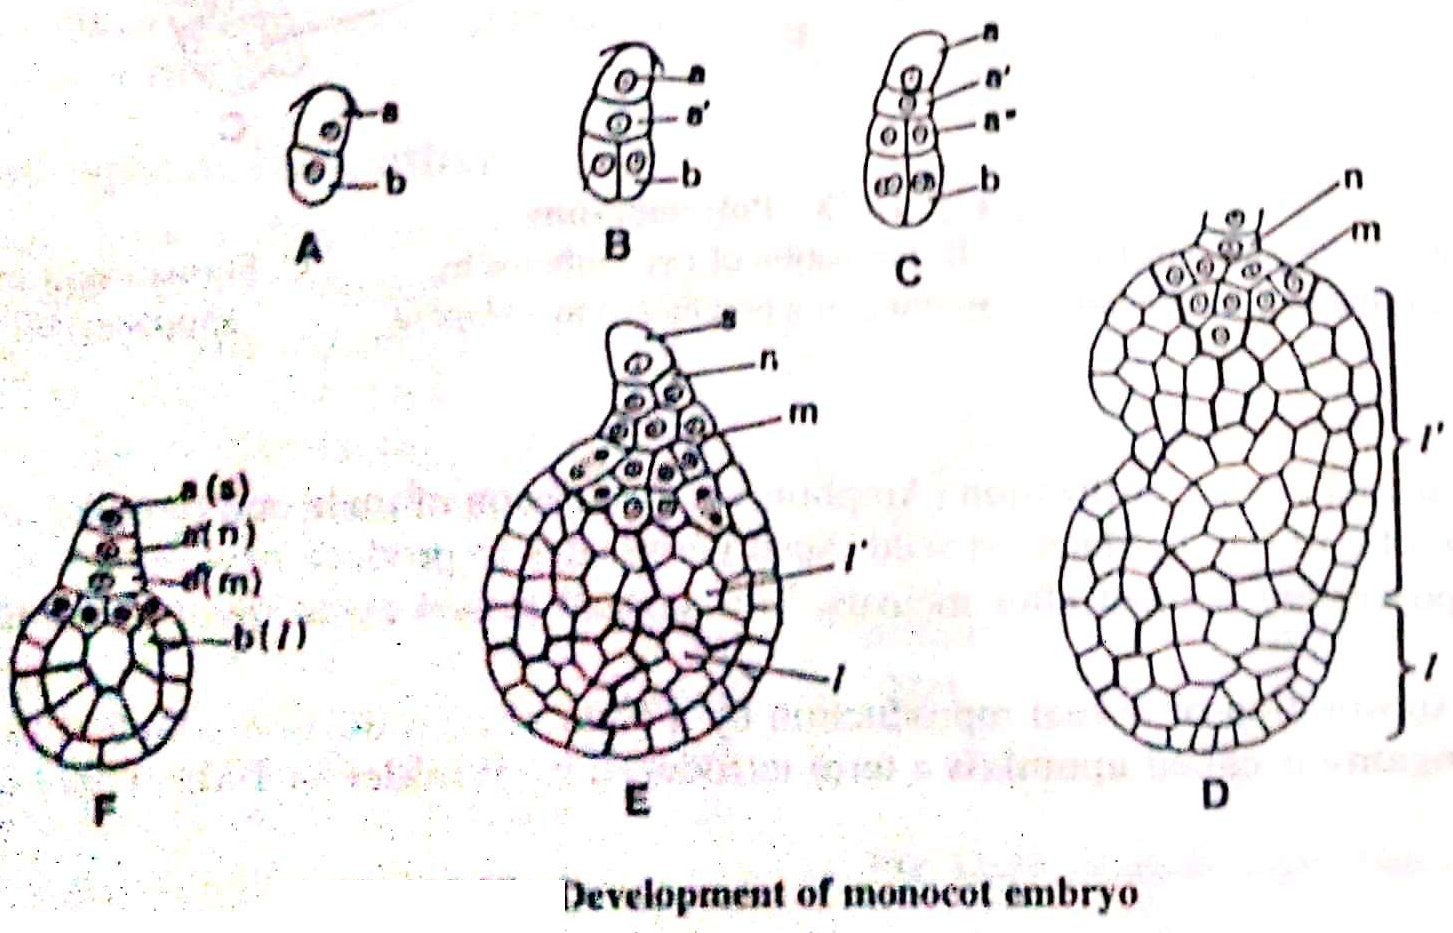 a
b
A
a
a'
b
B
a
a'
a"
b
C
n
m
l'
l
D
s
n
m
l'
l
E
a(s)
(n)
(m)
b(l)
F
Development of monocot embryo